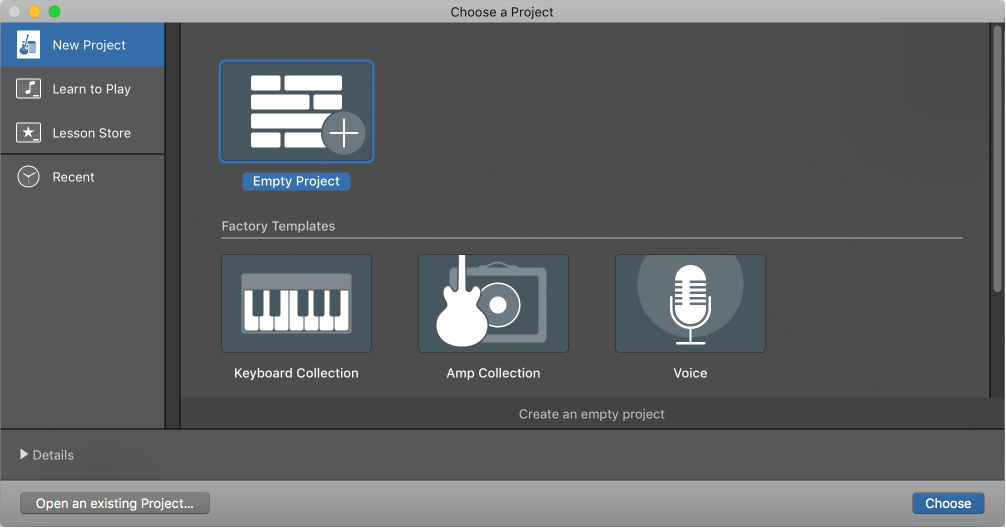 Choose a Project
New Project
Learn to Play
Lesson Store
Recent
Empty Project
Factory Templates
Keyboard Collection
Amp Collection
Voice
Create an empty project
Details
Open an existing Project...
Choose